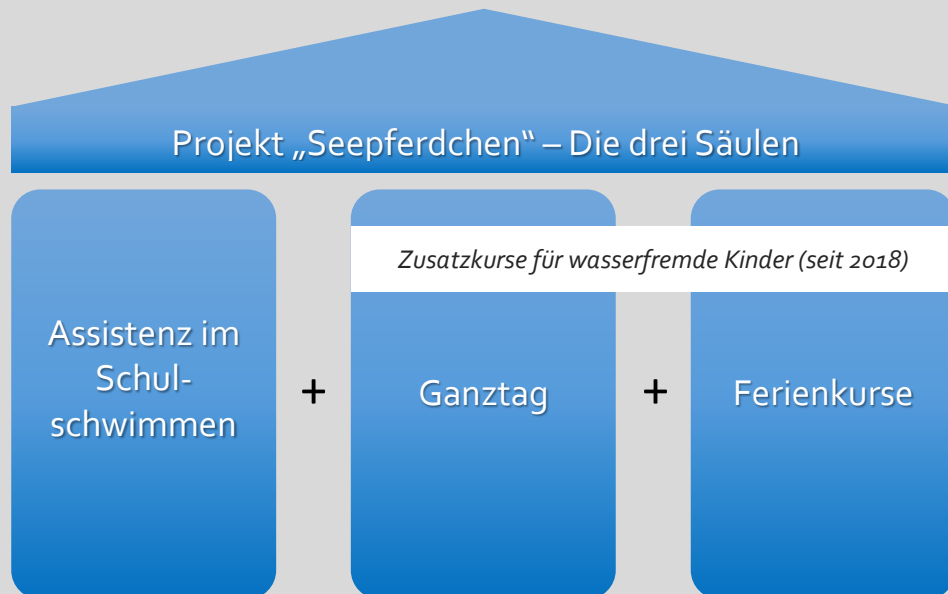 Projekt „Seepferdchen“ – Die drei Säulen
Zusatzkurse für wasserfremde Kinder (seit 2018)
Assistenz im
Schul-
schwimmen
+
Ganztag
+
Ferienkurse